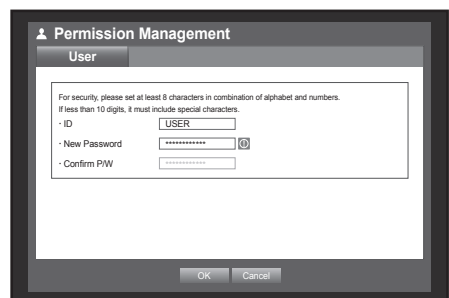 Permission Management
User
For security, please set at least 8 characters in combination of alphabet and numbers.
If less than 10 digits, it must include special characters.
· ID USER
· New Password ************
· Confirm P/W ************
OK Cancel